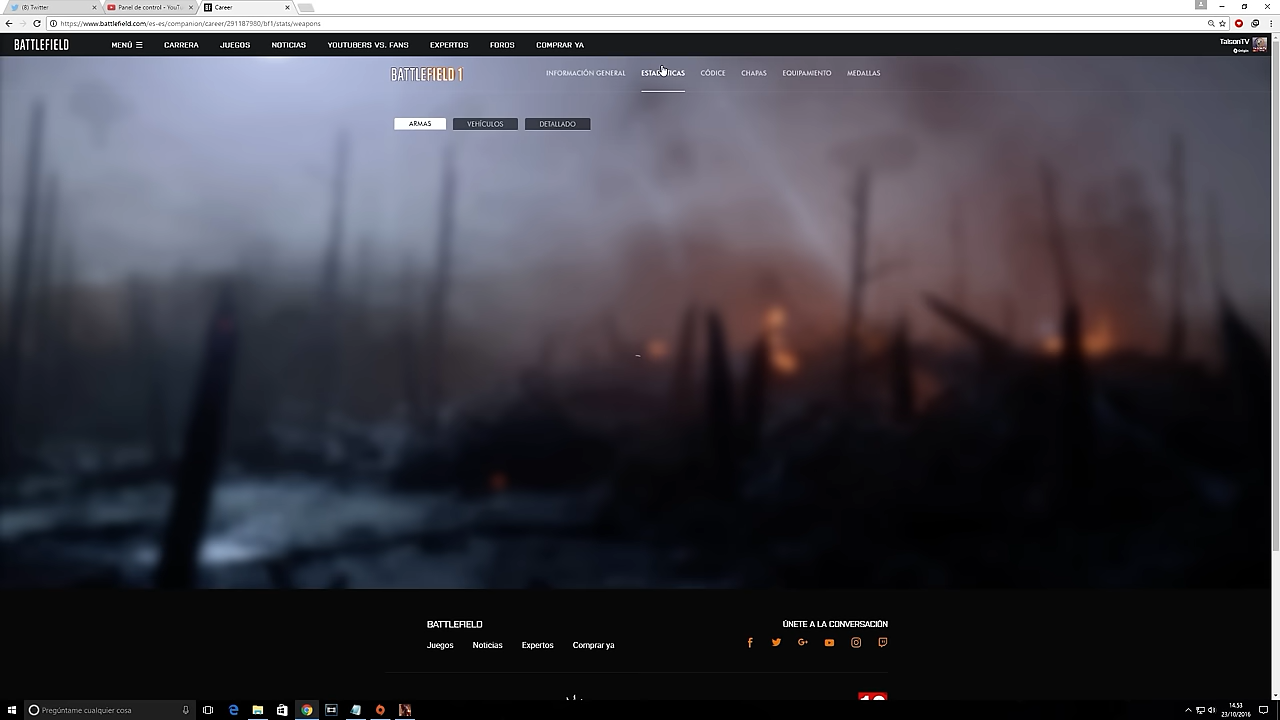 (8) Twitter
Panel de control - YouTu
Career
https://www.battlefield.com/es-es/companion/career/291187980/bf1/stats/weapons
BATTLEFIELD
MENÚ
CARRERA
JUEGOS
NOTICIAS
YOUTUBERS VS. FANS
EXPERTOS
FOROS
COMPRAR YA
TalsonTV
Origin
BATTLEFIELD 1
INFORMACIÓN GENERAL
ESTADÍSTICAS
CÓDICE
CHAPAS
EQUIPAMIENTO
MEDALLAS
ARMAS
VEHÍCULOS
DETALLADO
BATTLEFIELD
Juegos
Noticias
Expertos
Comprar ya
ÚNETE A LA CONVERSACIÓN
Pregúntame cualquier cosa
14:53
23/10/2016